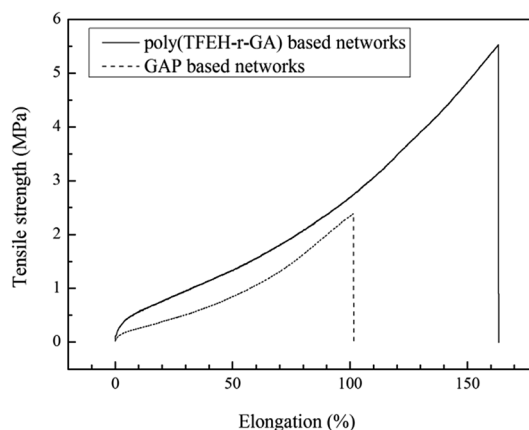 poly(TFEH-r-GA) based networks
GAP based networks
Tensile strength (MPa)
6
5
4
3
2
1
0
0 50 100 150
Elongation (%)